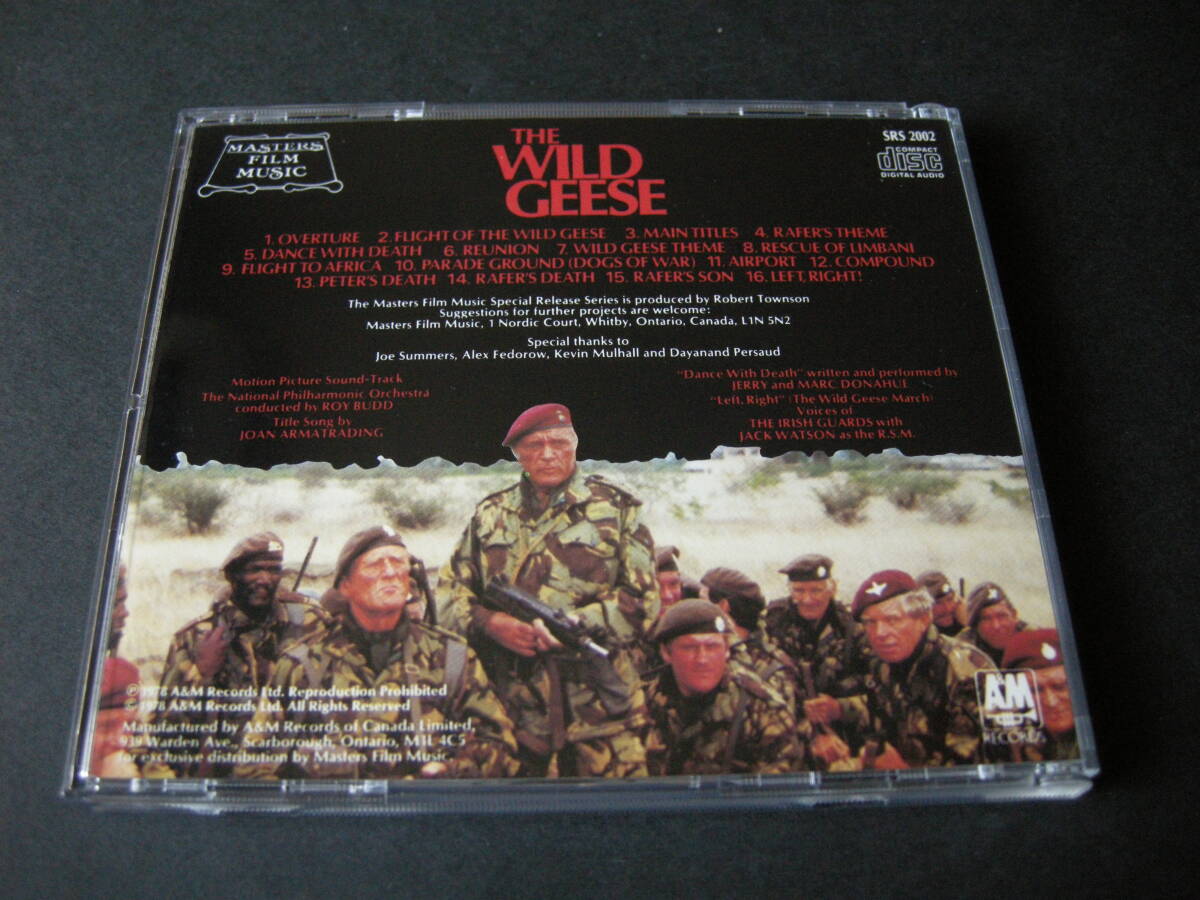 MASTERS
FILM
MUSIC
THE
WILD
GEESE
SRS 2002
COMPACT
disc
DIGITAL AUDIO
1. OVERTURE 2. FLIGHT OF THE WILD GEESE 3. MAIN TITLES 4. RAFER'S THEME
5. DANCE WITH DEATH 6. REUNION 7. WILD GEESE THEME 8. RESCUE OF LIMBANI
9. FLIGHT TO AFRICA 10. PARADE GROUND (DOGS OF WAR) 11. AIRPORT 12. COMPOUND
13. PETER'S DEATH 14. RAFER'S DEATH 15. RAFER'S SON 16. LEFT, RIGHT!
The Masters Film Music Special Release Series is produced by Robert Townson
Suggestions for further projects are welcome:
Masters Film Music, 1 Nordic Court, Whitby, Ontario, Canada, L1N 5N2
Special thanks to
Joe Summers, Alex Fedorow, Kevin Mulhall and Dayanand Persaud
Motion Picture Sound-Track
The National Philharmonic Orchestra
conducted by ROY BUDD
Title Song by
JOAN ARMATRADING
"Dance With Death" written and performed by
JERRY and MARC DONAHUE
"Left, Right" (The Wild Geese March)
Voices of
THE IRISH GUARDS with
JACK WATSON as the R.S.M.
℗ 1978 A&M Records Ltd. Reproduction Prohibited
© 1978 A&M Records Ltd. All Rights Reserved
Manufactured by A&M Records of Canada Limited,
939 Warden Ave., Scarborough, Ontario, M1L 4C5
for exclusive distribution by Masters Film Music
A&M
RECORDS